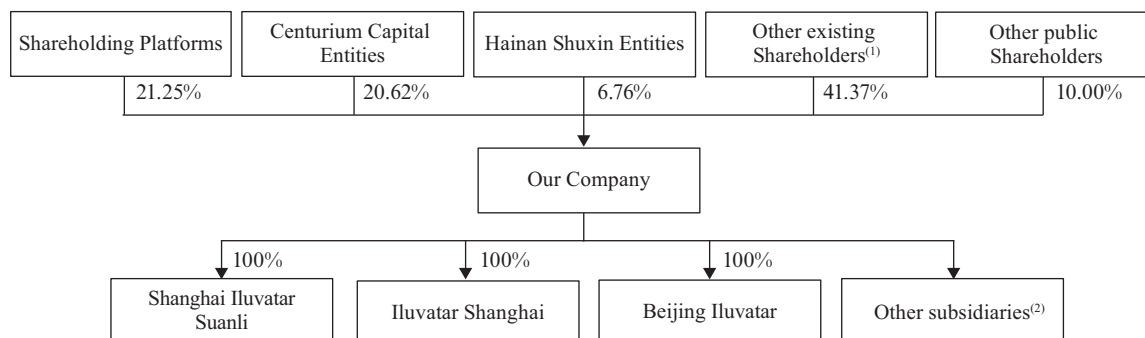 Shareholding Platforms
Centurium Capital
Entities
Hainan Shuxin Entities
Other existing
Shareholders(1)
Other public
Shareholders
21.25%
20.62%
6.76%
41.37%
10.00%
Our Company
100%
100%
100%
Shanghai Iluvatar
Suanli
Iluvatar Shanghai
Beijing Iluvatar
Other subsidiaries(2)